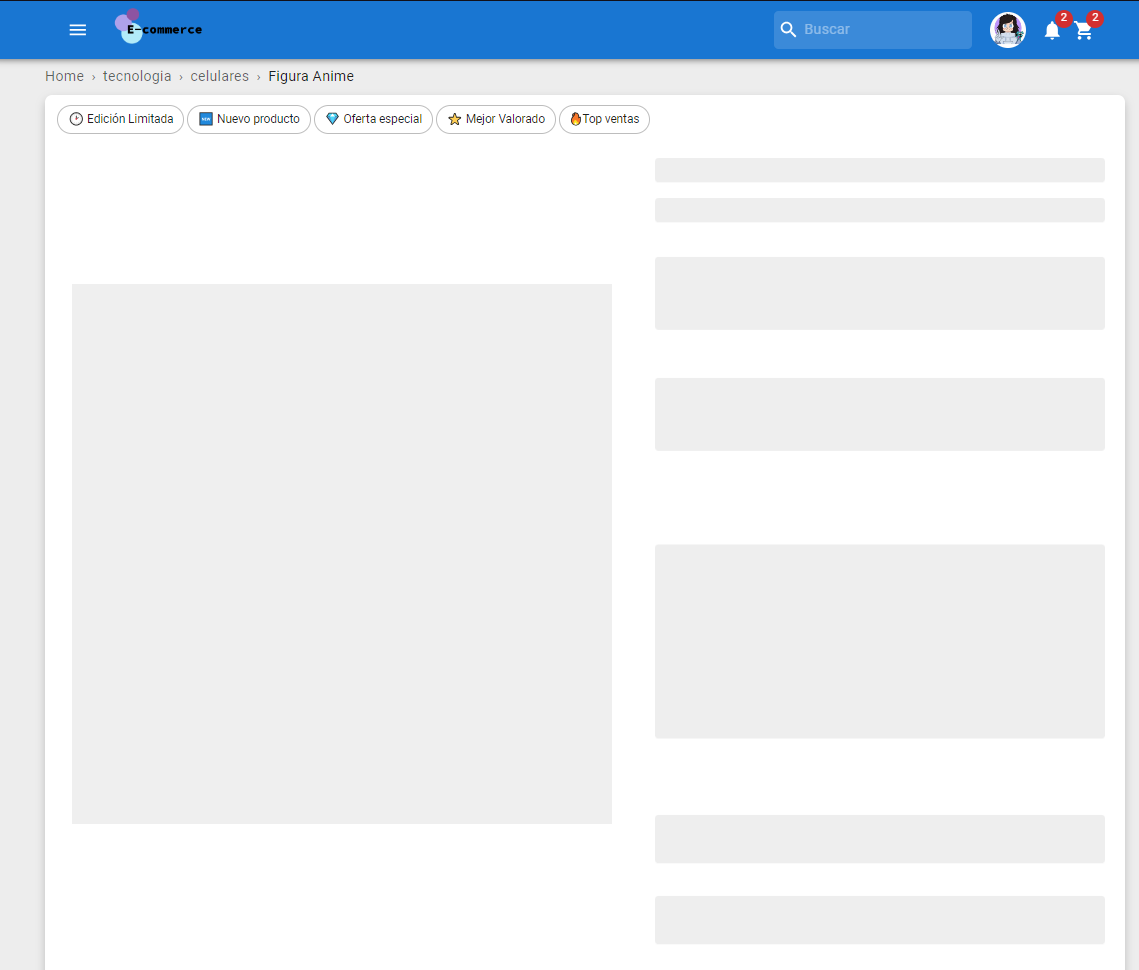 E-commerce
Buscar
2
2
Home › tecnologia › celulares › Figura Anime
Edición Limitada
NEW Nuevo producto
Oferta especial
Mejor Valorado
Top ventas